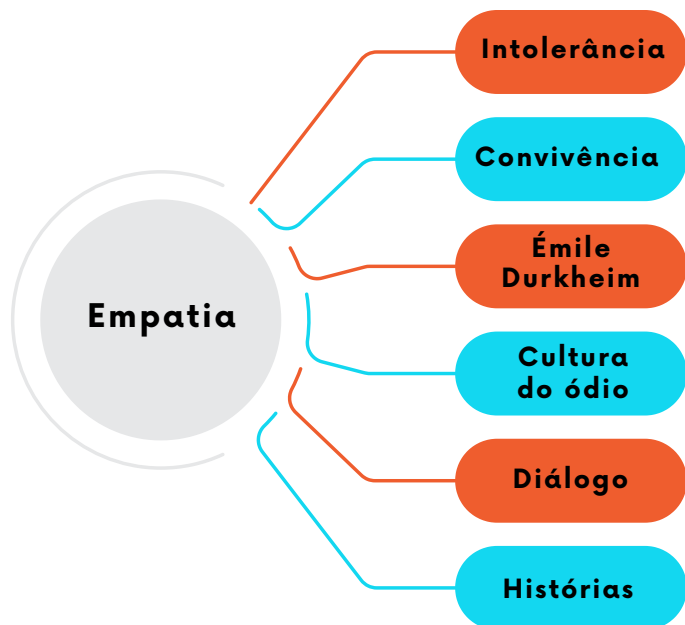 Empatia
Intolerância
Convivência
Émile
Durkheim
Cultura
do ódio
Diálogo
Histórias